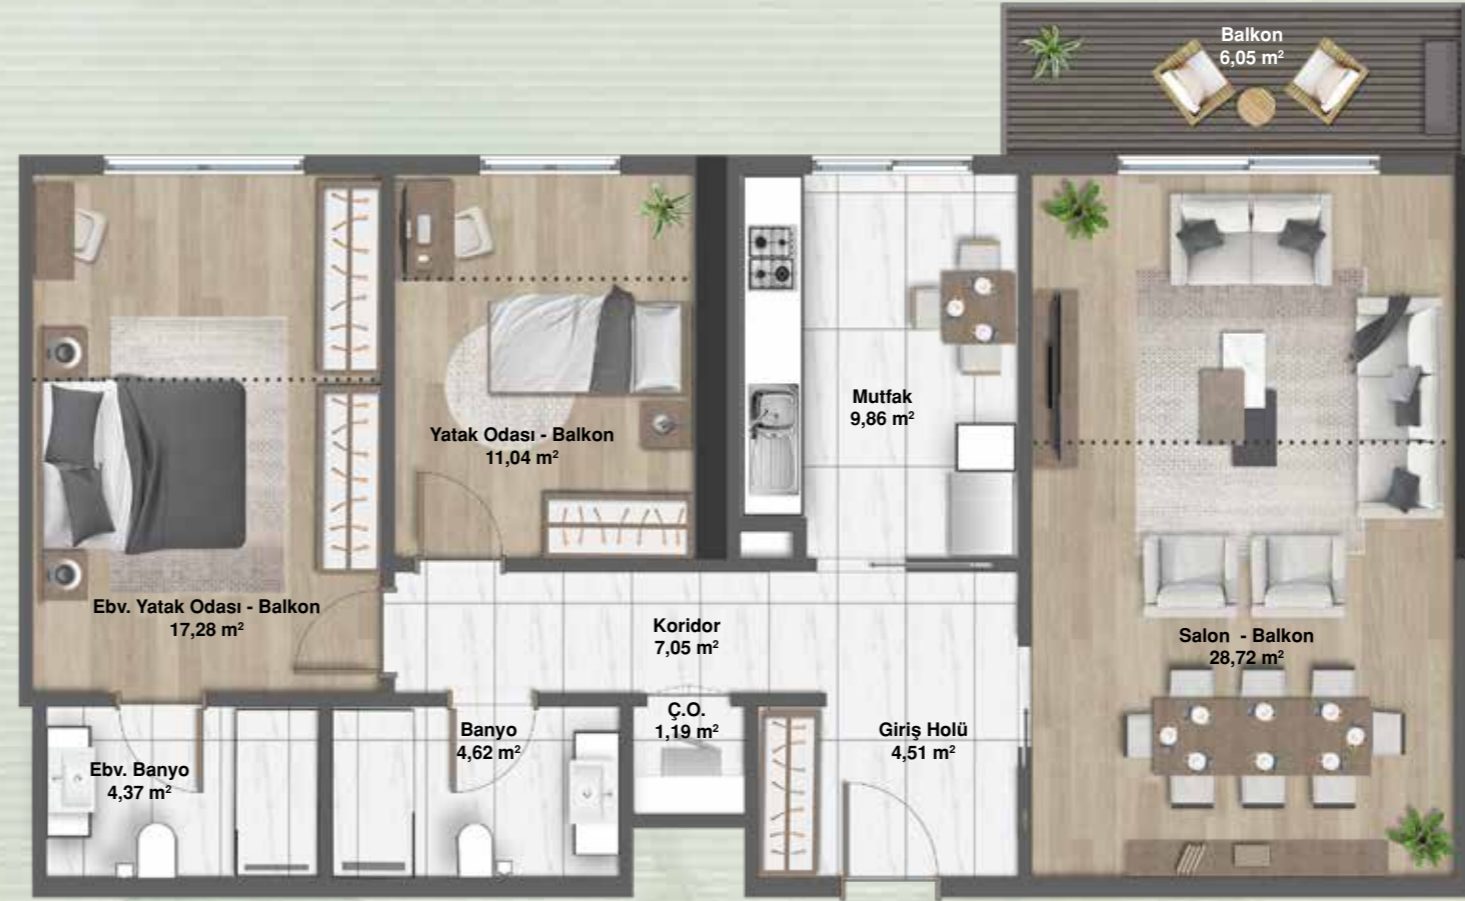 Balkon
6,05 m²
Mutfak
9,86 m²
Yatak Odası - Balkon
11,04 m²
Ebv. Yatak Odası - Balkon
17,28 m²
Koridor
7,05 m²
Salon - Balkon
28,72 m²
Ç.O.
1,19 m²
Banyo
4,62 m²
Giriş Holü
4,51 m²
Ebv. Banyo
4,37 m²